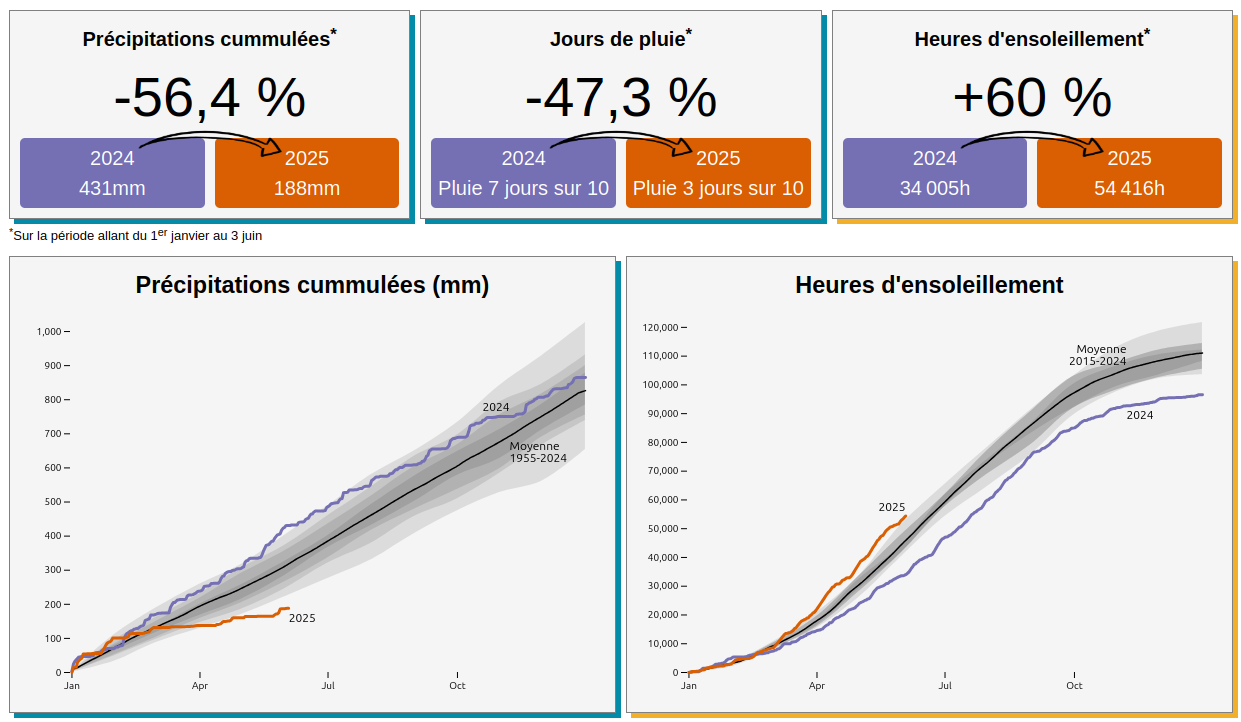 Précipitations cummulées*
-56,4 %
2024
431mm
2025
188mm
Jours de pluie*
-47,3 %
2024
Pluie 7 jours sur 10
2025
Pluie 3 jours sur 10
Heures d'ensoleillement*
+60 %
2024
34 005h
2025
54 416h
*Sur la période allant du 1er janvier au 3 juin
Précipitations cummulées (mm)
1,000
900
800
700
600
500
400
300
200
100
0
Jan
Apr
Jul
Oct
2024
Moyenne
1955-2024
2025
Heures d'ensoleillement
120,000
110,000
100,000
90,000
80,000
70,000
60,000
50,000
40,000
30,000
20,000
10,000
0
Jan
Apr
Jul
Oct
Moyenne
2015-2024
2024
2025